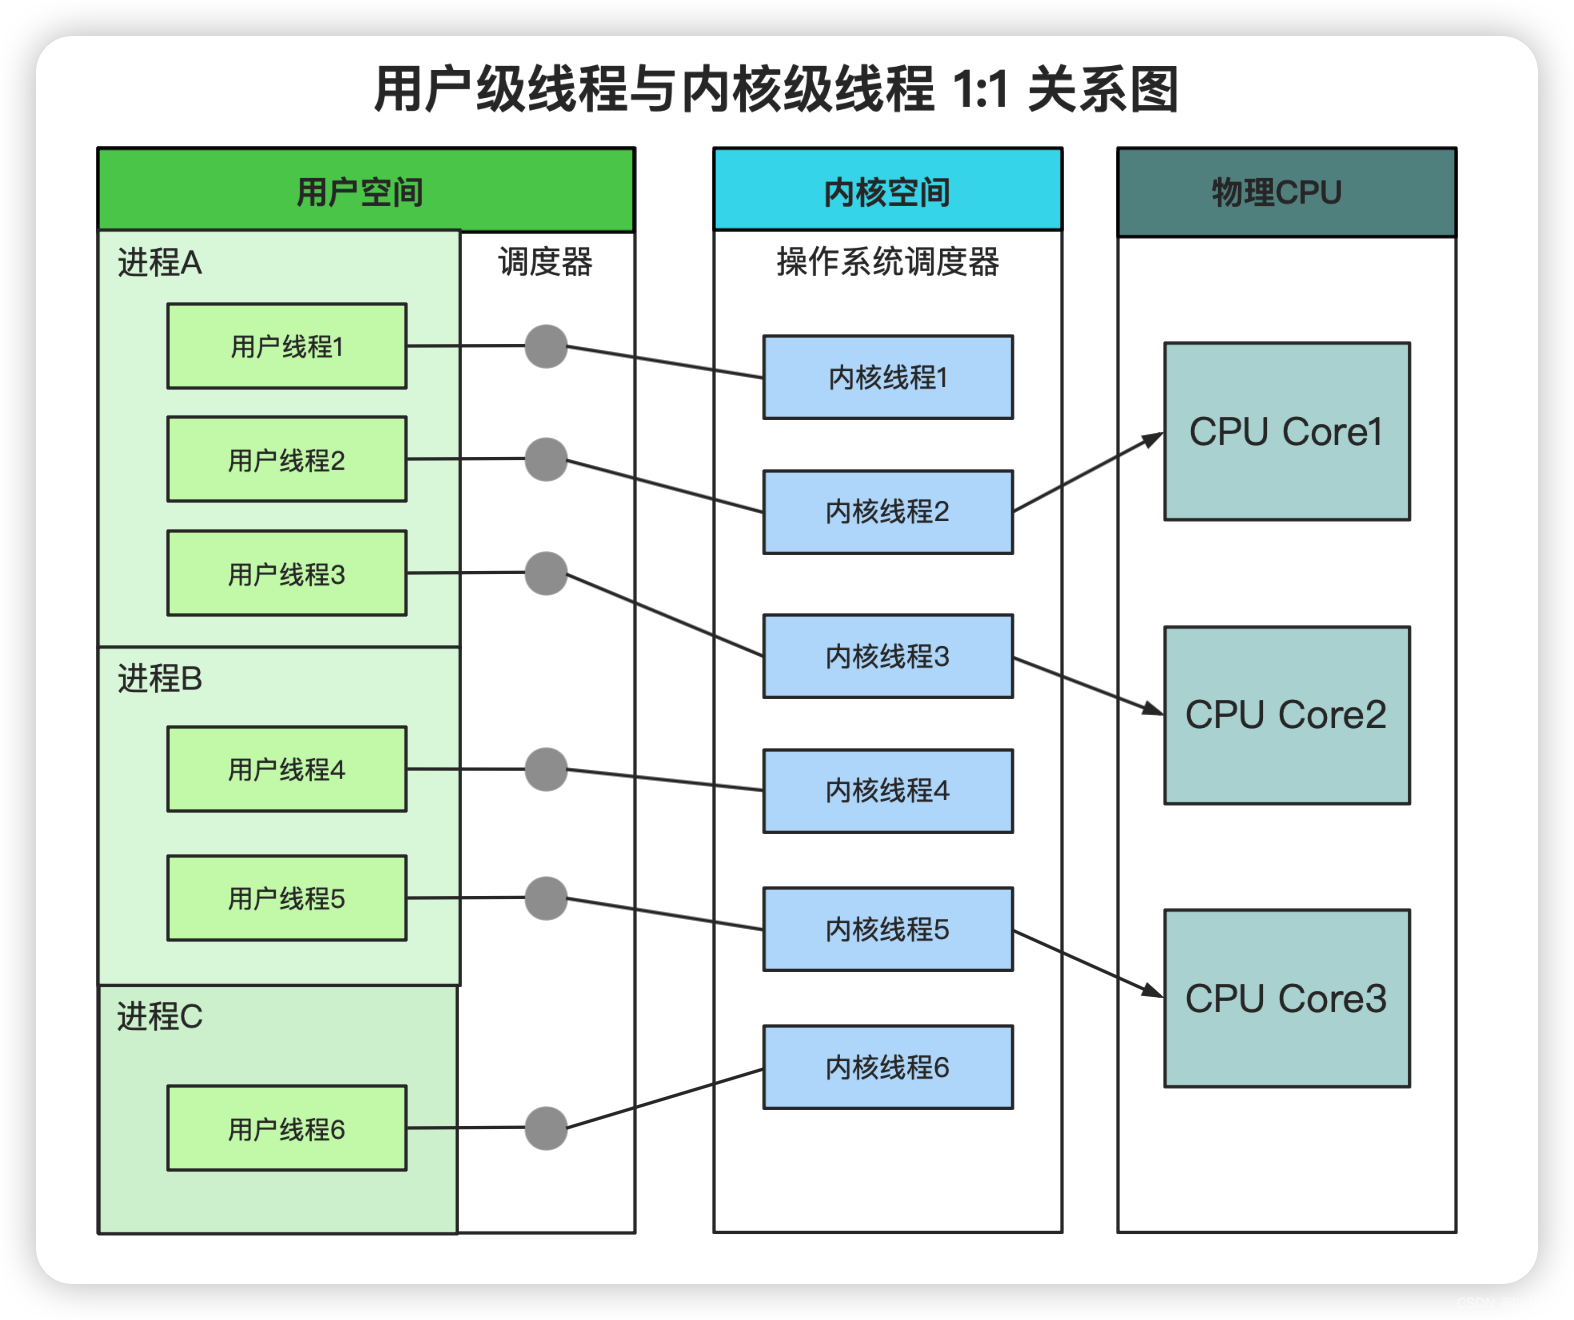 用户级线程与内核级线程 1:1 关系图
用户空间
内核空间
物理CPU
进程A
调度器
操作系统调度器
用户线程1
用户线程2
用户线程3
进程B
用户线程4
用户线程5
进程C
用户线程6
内核线程1
内核线程2
内核线程3
内核线程4
内核线程5
内核线程6
CPU Core1
CPU Core2
CPU Core3